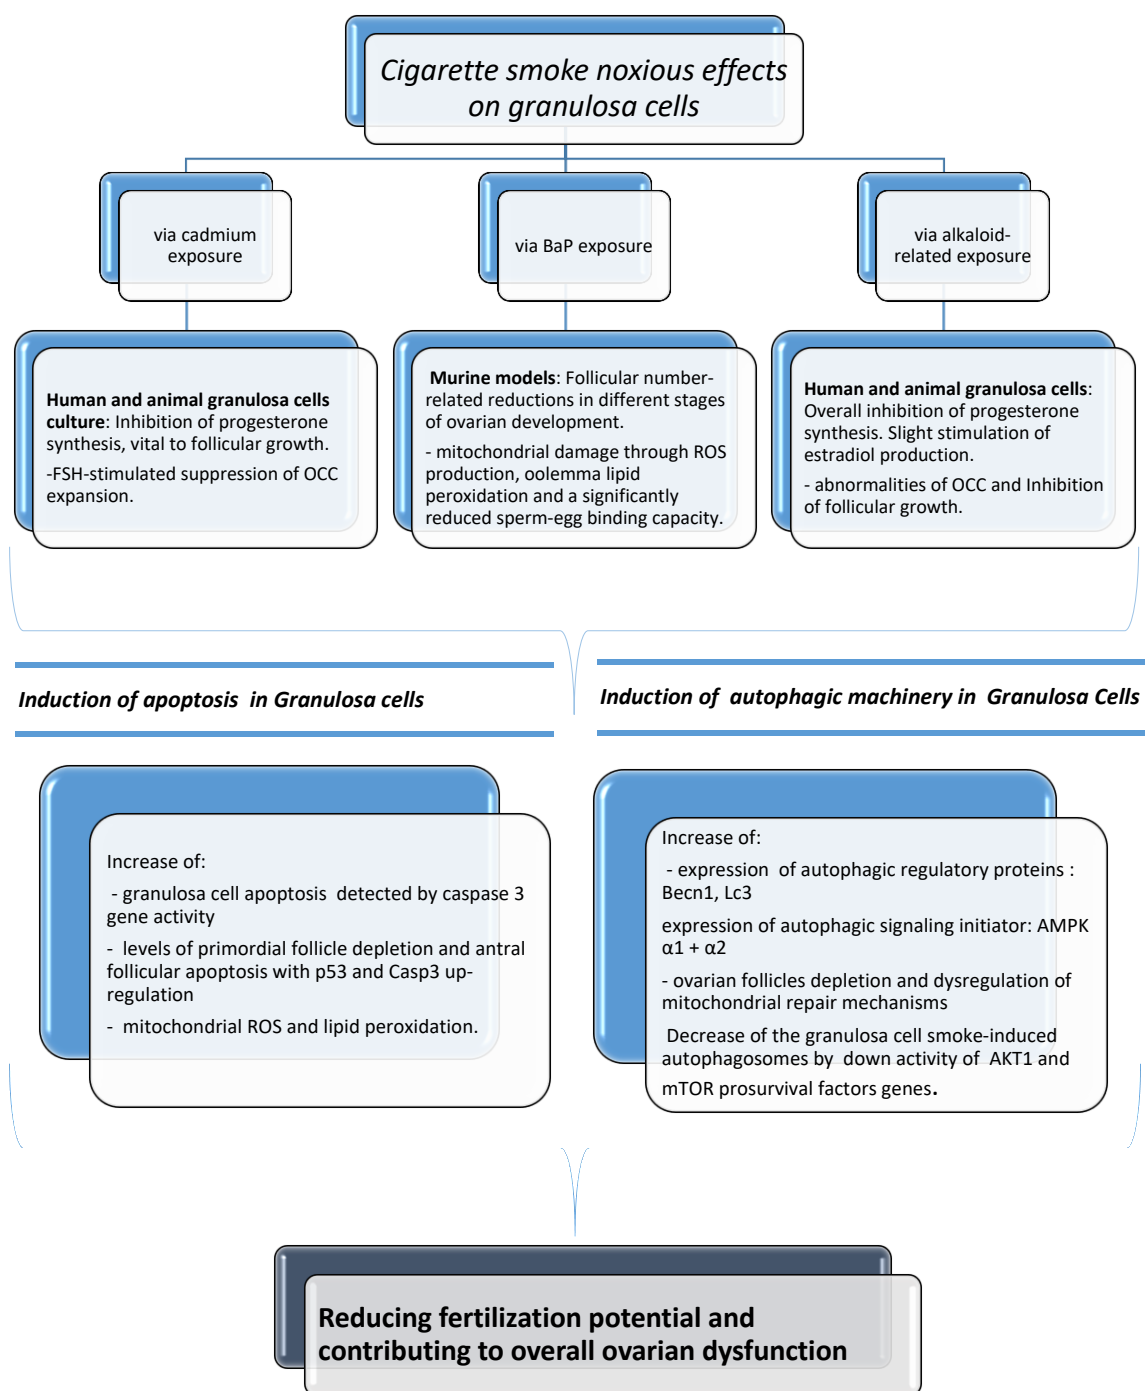 Cigarette smoke noxious effects
on granulosa cells
via cadmium
exposure
via BaP exposure
via alkaloid-
related exposure
Human and animal granulosa cells
culture: Inhibition of progesterone
synthesis, vital to follicular growth.
-FSH-stimulated suppression of OCC
expansion.
Murine models: Follicular number-
related reductions in different stages
of ovarian development.
- mitochondrial damage through ROS
production, oolemma lipid
peroxidation and a significantly
reduced sperm-egg binding capacity.
Human and animal granulosa cells:
Overall inhibition of progesterone
synthesis. Slight stimulation of
estradiol production.
- abnormalities of OCC and Inhibition
of follicular growth.
Induction of apoptosis in Granulosa cells
Induction of autophagic machinery in Granulosa Cells
Increase of:
- granulosa cell apoptosis detected by caspase 3
gene activity
- levels of primordial follicle depletion and antral
follicular apoptosis with p53 and Casp3 up-
regulation
- mitochondrial ROS and lipid peroxidation.
Increase of:
- expression of autophagic regulatory proteins :
Becn1, Lc3
expression of autophagic signaling initiator: AMPK
α1 + α2
- ovarian follicles depletion and dysregulation of
mitochondrial repair mechanisms
Decrease of the granulosa cell smoke-induced
autophagosomes by down activity of AKT1 and
mTOR prosurvival factors genes.
Reducing fertilization potential and
contributing to overall ovarian dysfunction